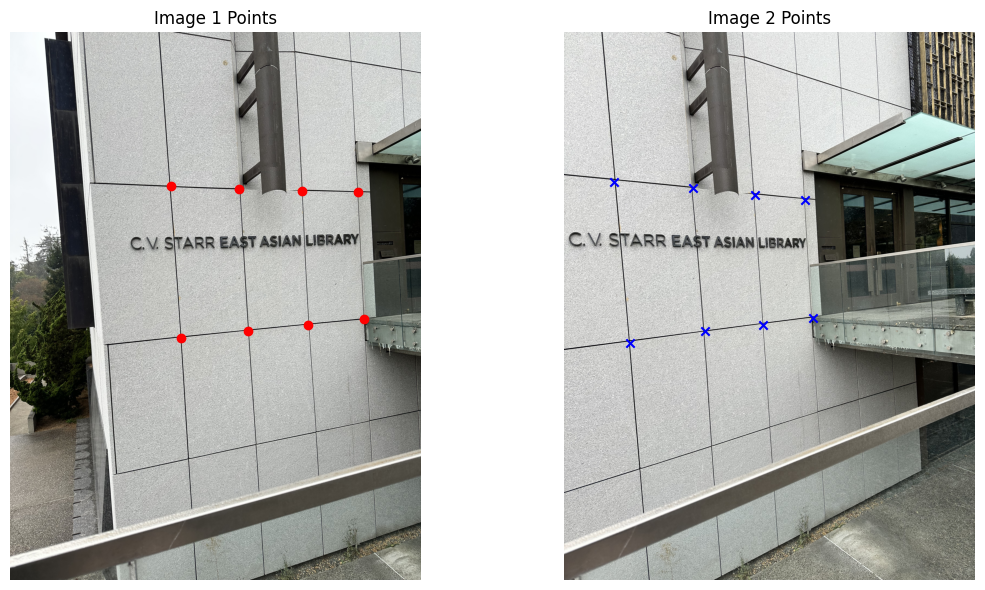 Image 1 Points
Image 2 Points
C.V. STARR EAST ASIAN LIBRARY
C.V. STARR EAST ASIAN LIBRARY